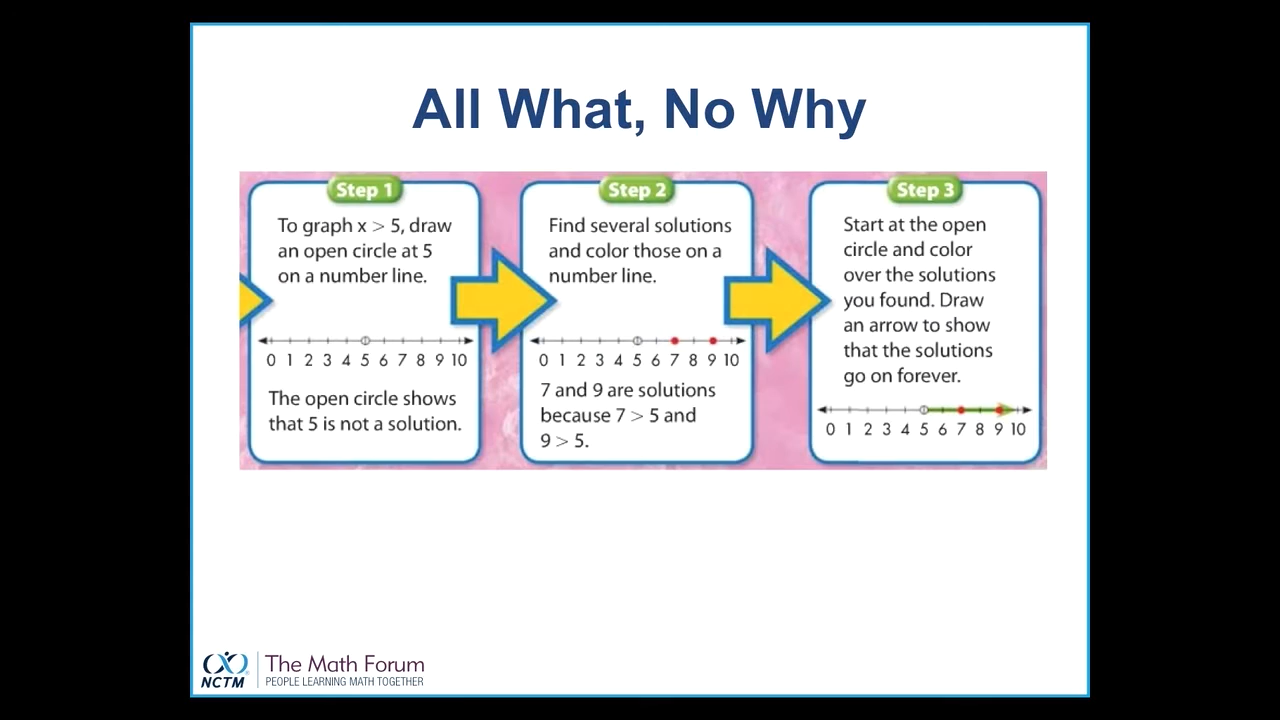 All What, No Why
Step 1
To graph x > 5, draw
an open circle at 5
on a number line.
0 1 2 3 4 5 6 7 8 9 10
The open circle shows
that 5 is not a solution.
Step 2
Find several solutions
and color those on a
number line.
0 1 2 3 4 5 6 7 8 9 10
7 and 9 are solutions
because 7 > 5 and
9 > 5.
Step 3
Start at the open
circle and color
over the solutions
you found. Draw
an arrow to show
that the solutions
go on forever.
0 1 2 3 4 5 6 7 8 9 10
NCTM
The Math Forum
PEOPLE LEARNING MATH TOGETHER